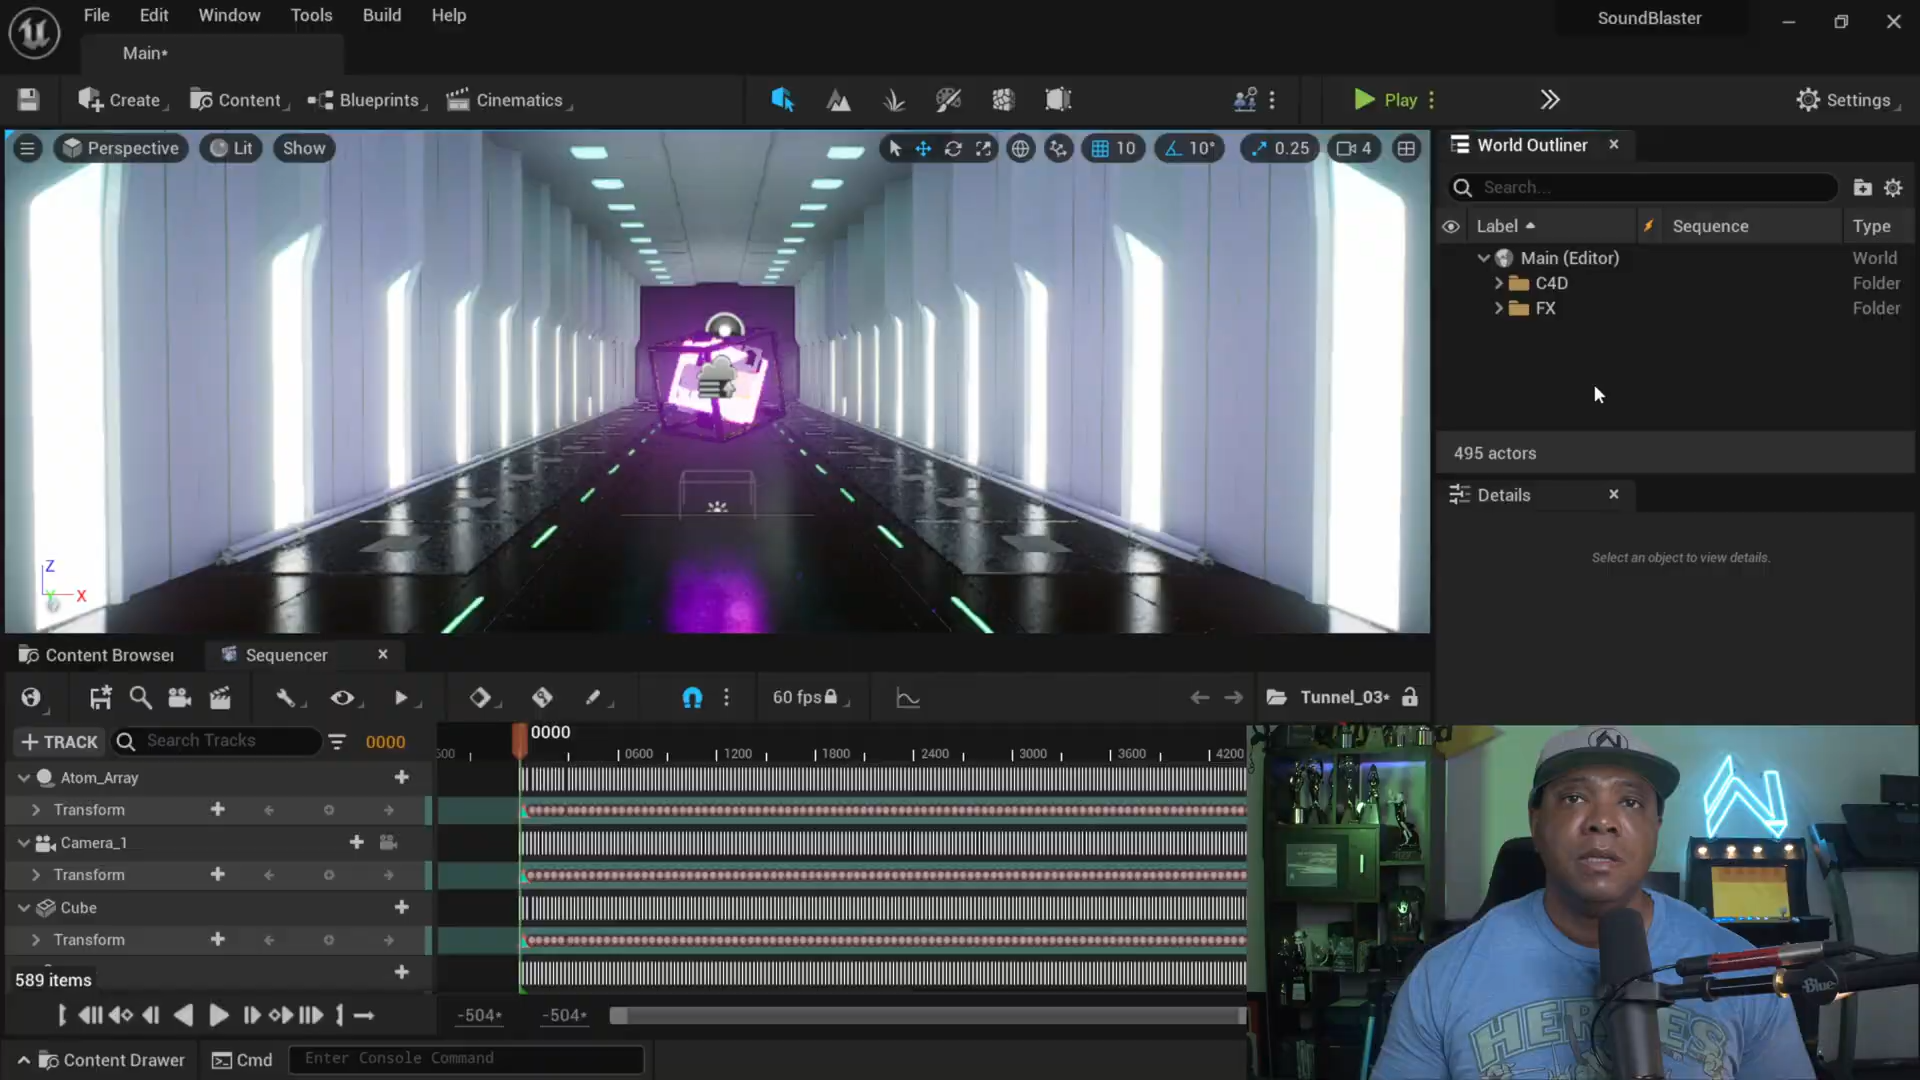 File Edit Window Tools Build Help
SoundBlaster
Main*
Create Content Blueprints Cinematics
Play
Settings
Perspective Lit Show
10 10° 0.25 4
World Outliner
Search...
Label Sequence Type
Main (Editor) World
C4D Folder
FX Folder
495 actors
Details
Select an object to view details.
Z
X
Content Browser Sequencer
60 fps
Tunnel_03*
TRACK Search Tracks 0000
0000
600 0600 1200 1800 2400 3000 3600 4200
Atom_Array
Transform
Camera_1
Transform
Cube
Transform
589 items
-504* -504*
Content Drawer Cmd Enter Console Command
Blue